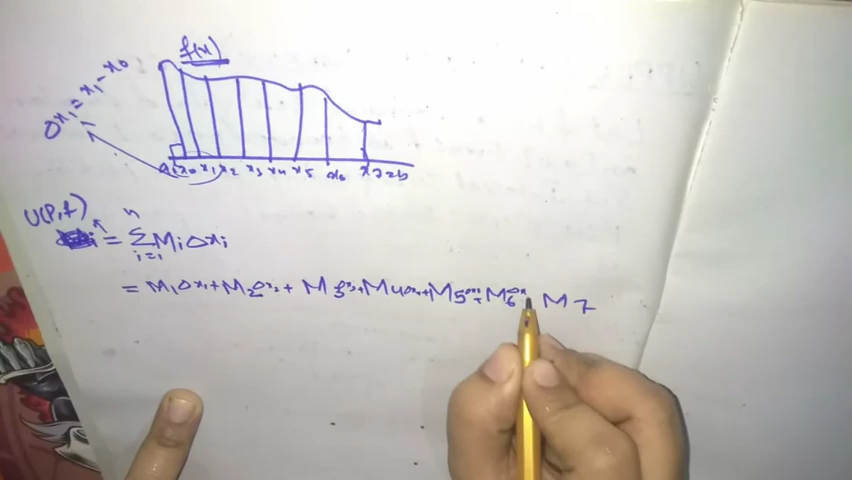 f(x)
Δx₁ = x₁ - x₀
x₀ x₁ x₂ x₃ x₄ x₅ x₆ x₇=b
U(P,f)
= Σ Mᵢ Δxᵢ
n
i=1
= M₁Δx₁ + M₂Δx₂ + M₃Δx₃ + M₄Δx₄ + M₅Δx₅ + M₆Δx M₇